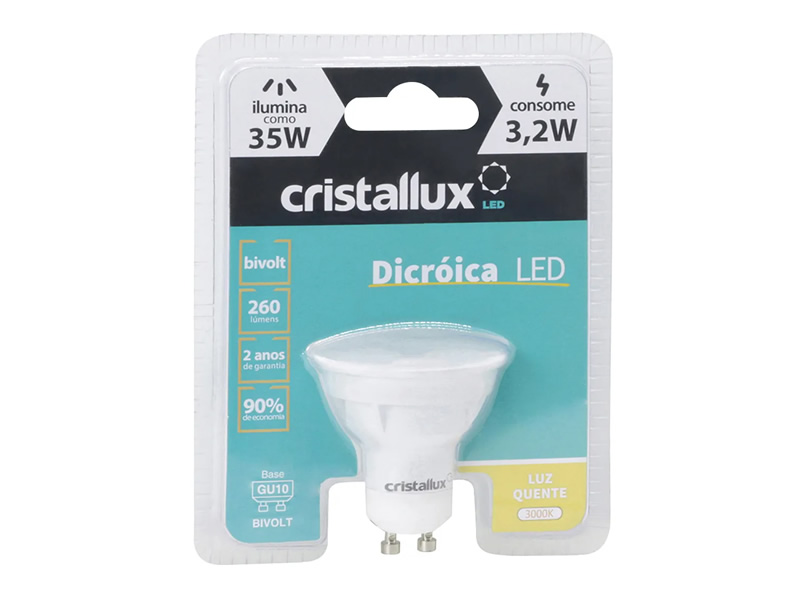 ilumina
como
35W
consome
3,2W
cristallux
LED
Dicróica LED
bivolt
260
lúmens
2 anos
de garantia
90%
de economia
Base
GU10
BIVOLT
cristallux
LUZ
QUENTE
3000K